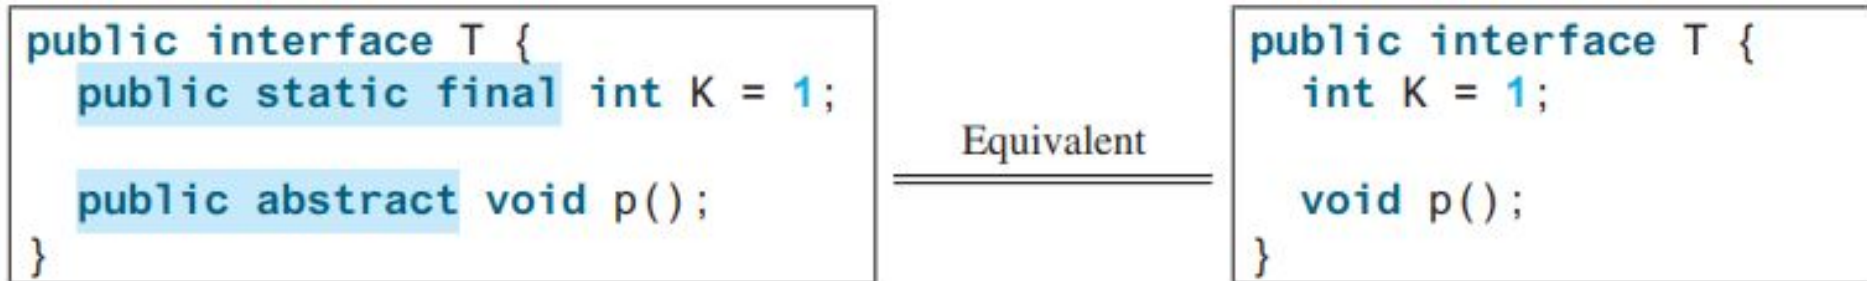 public interface T {
public static final int K = 1;
public abstract void p();
}
Equivalent
public interface T {
int K = 1;
void p();
}